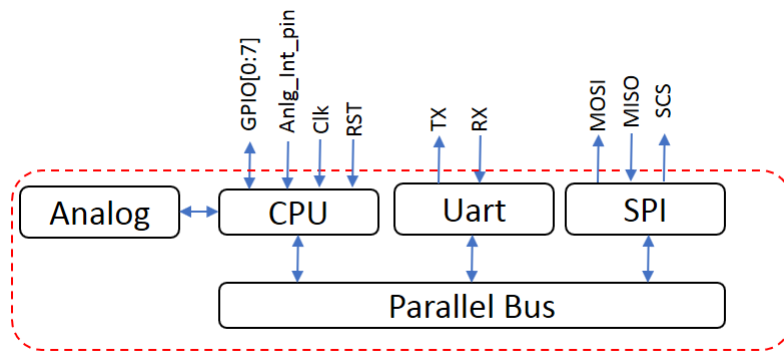 GPIO[0:7]
Anlg_Int_pin
Clk
RST
TX
RX
MOSI
MISO
SCS
Analog
CPU
Uart
SPI
Parallel Bus